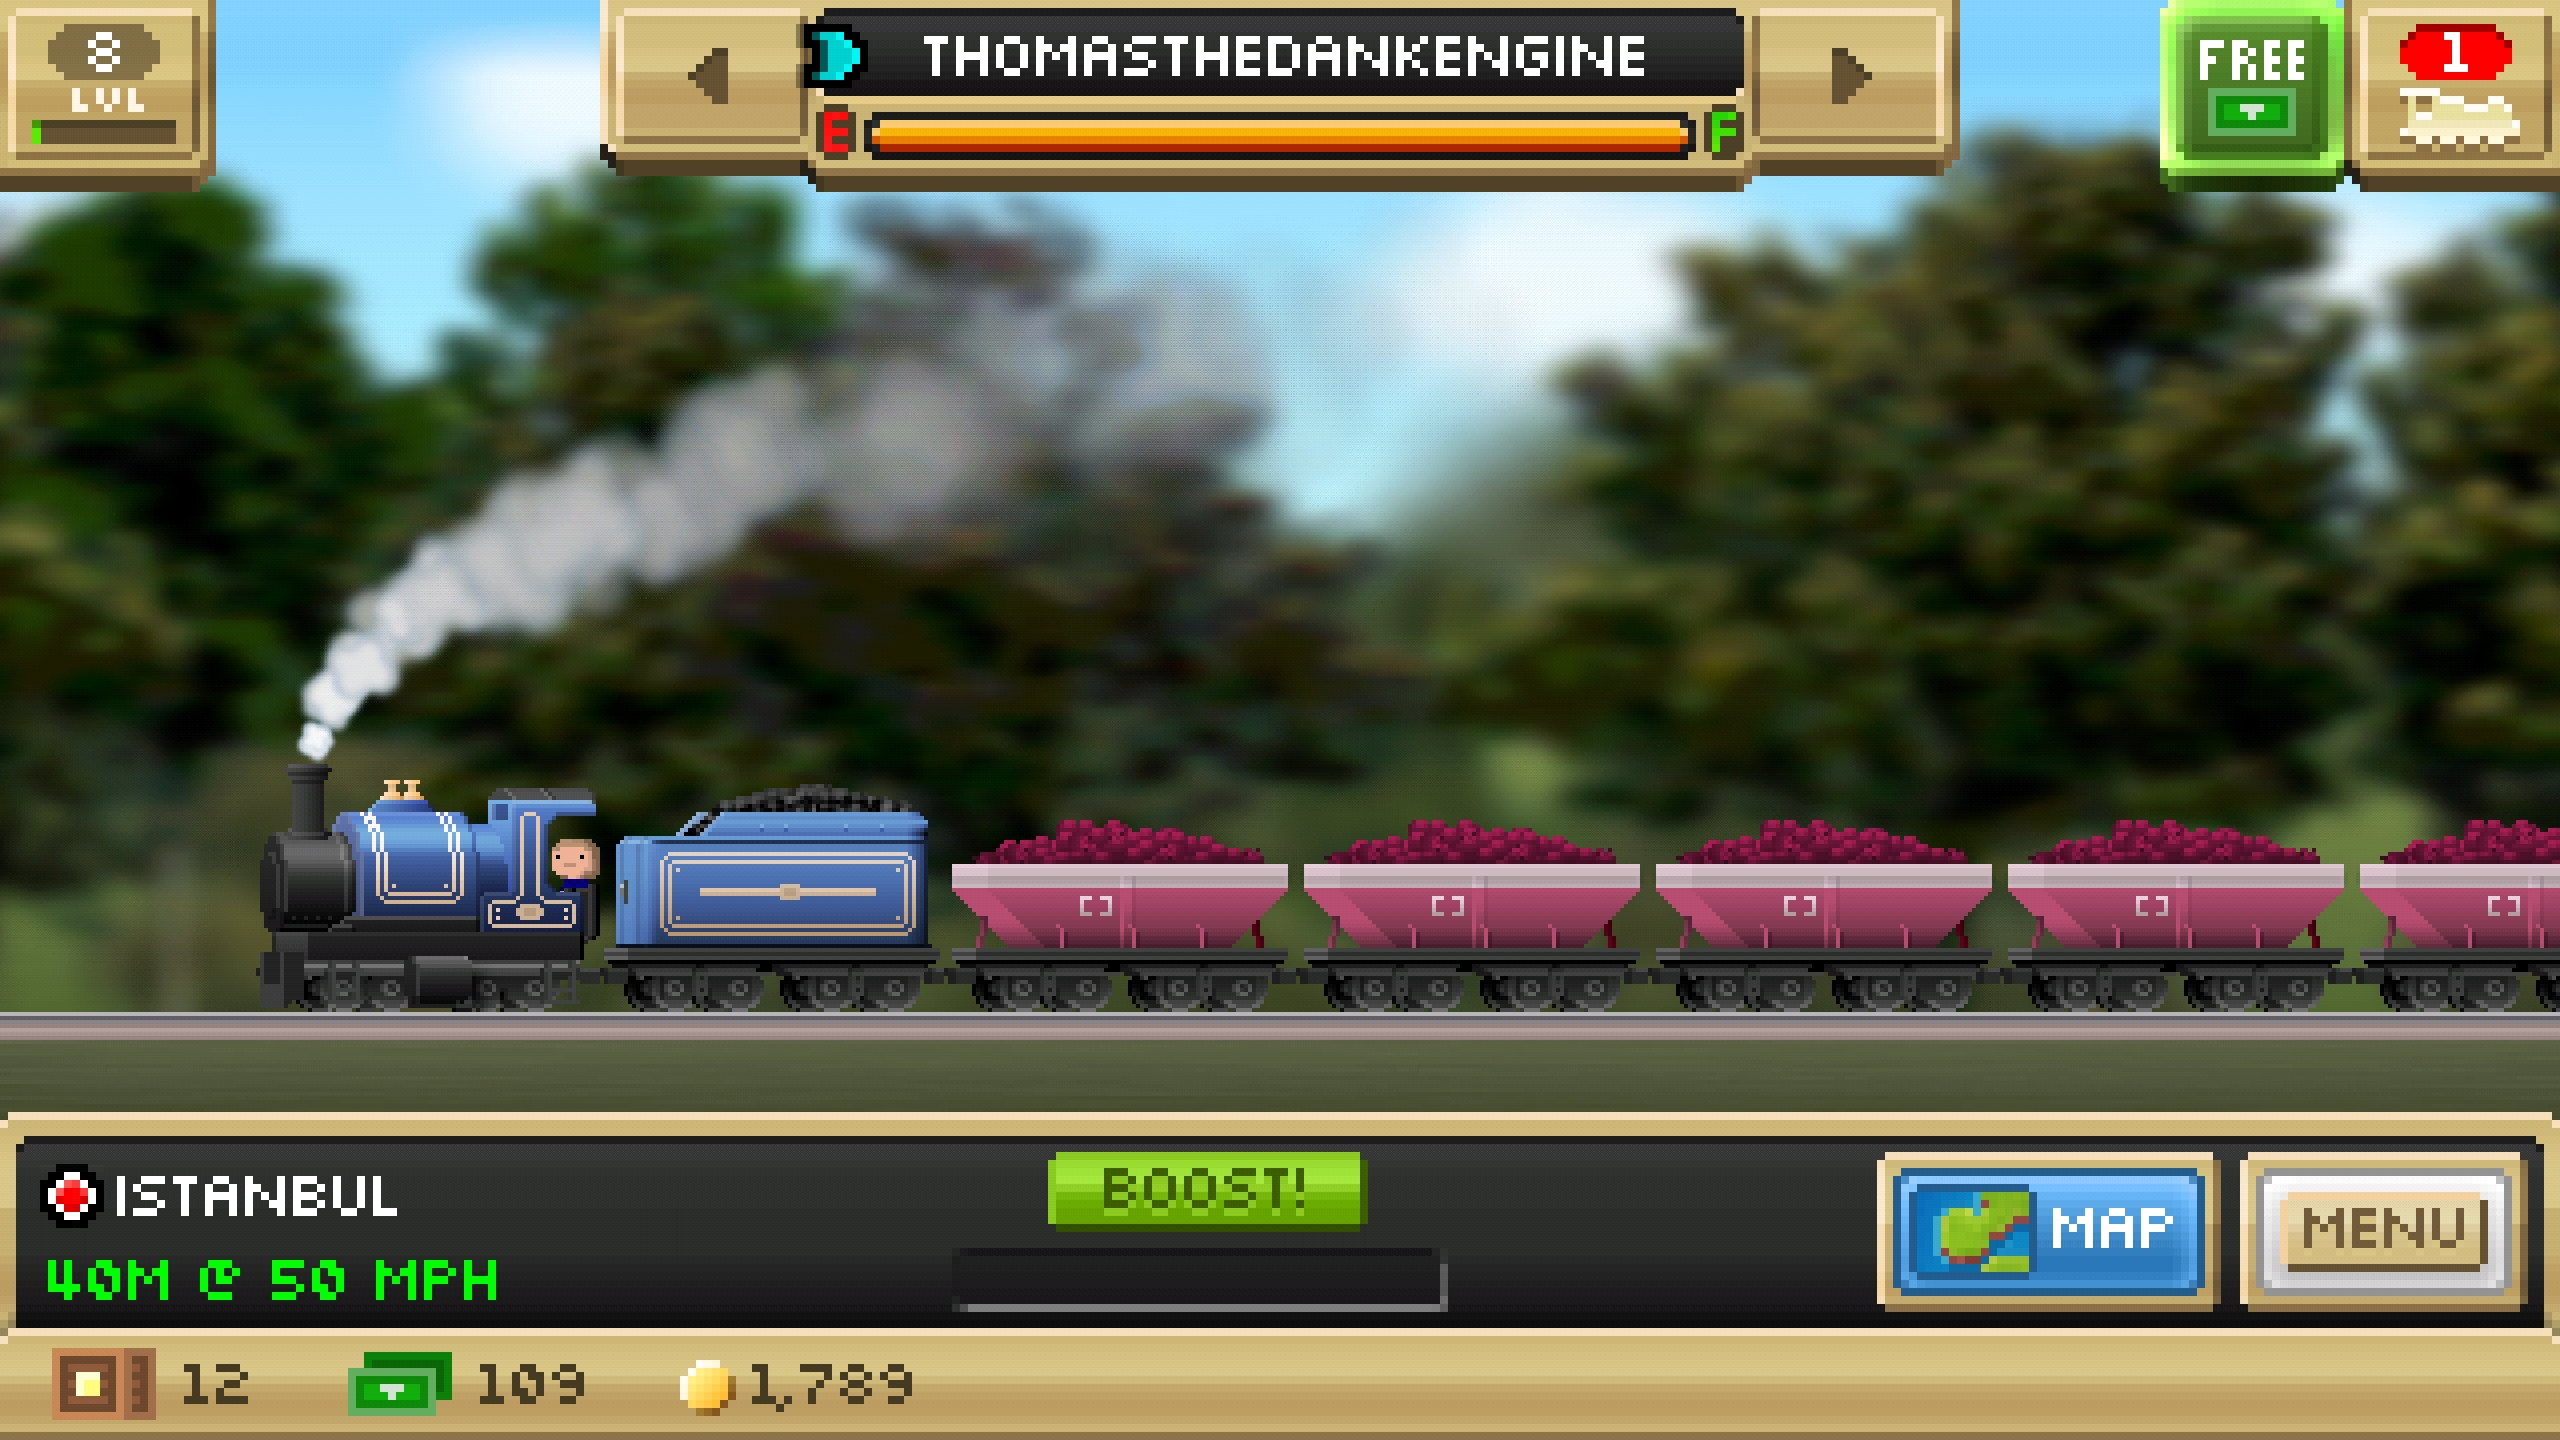 8
LVL
THOMASTHEDANKENGINE
E F
FREE
1
ISTANBUL
BOOST!
MAP
MENU
40M @ 50 MPH
12 109 1,789